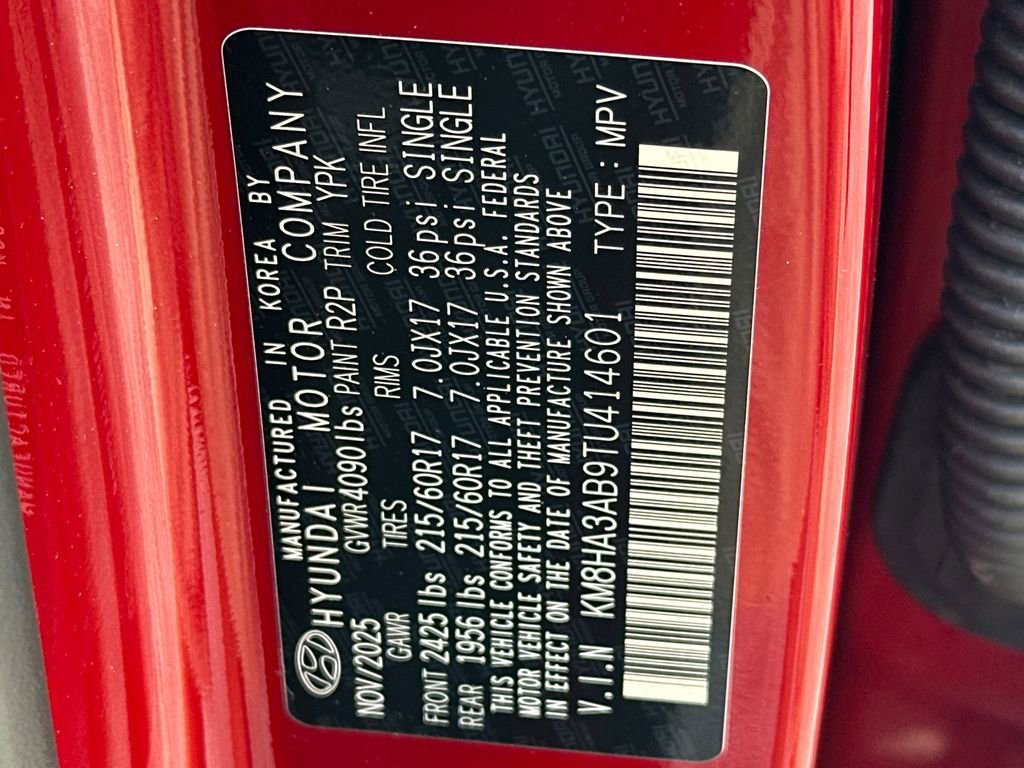 MANUFACTURED IN KOREA BY
HYUNDAI MOTOR COMPANY
NOV/2025 GVWR 4090lbs PAINT R2P TRIM YPK
GAWR TIRES RIMS COLD TIRE INFL
FRONT 2425 lbs 215/60R17 7.0JX17 36psi SINGLE
REAR 1956 lbs 215/60R17 7.0JX17 36psi SINGLE
THIS VEHICLE CONFORMS TO ALL APPLICABLE U.S.A. FEDERAL
MOTOR VEHICLE SAFETY AND THEFT PREVENTION STANDARDS
IN EFFECT ON THE DATE OF MANUFACTURE SHOWN ABOVE
V.I.N KM8HA3AB9TU414601 TYPE : MPV